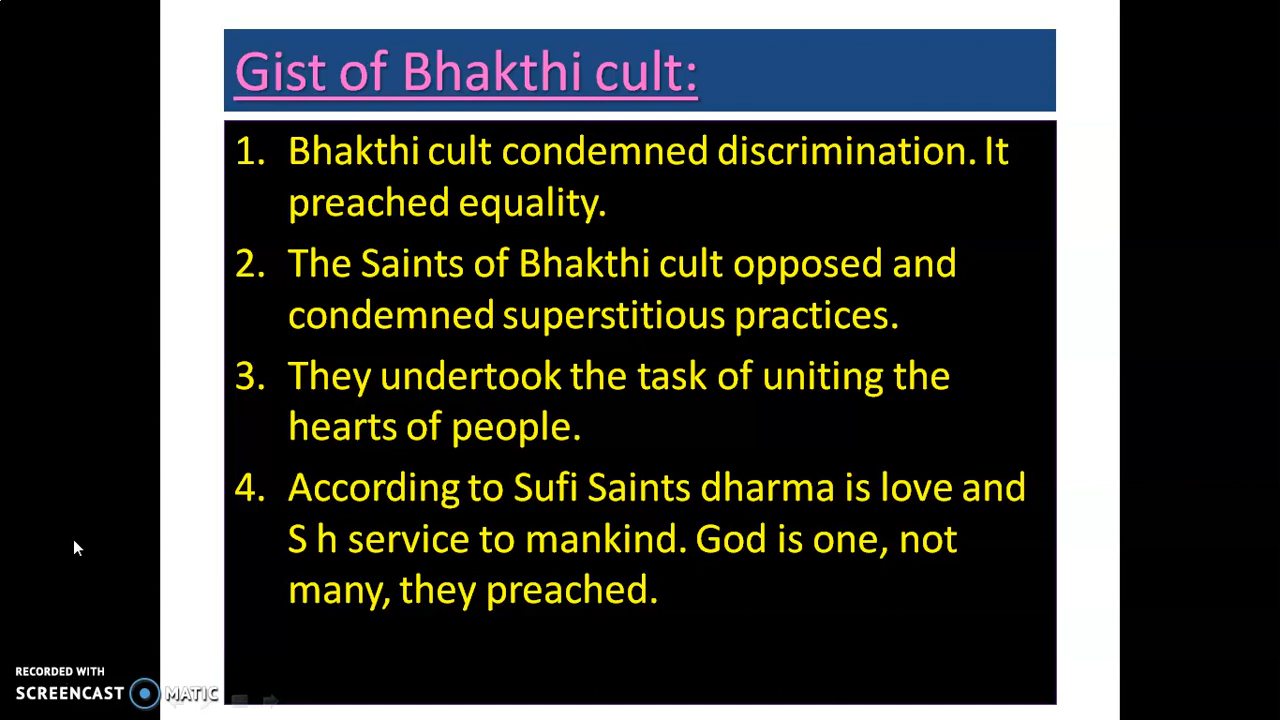 Gist of Bhakthi cult:
1. Bhakthi cult condemned discrimination. It
preached equality.
2. The Saints of Bhakthi cult opposed and
condemned superstitious practices.
3. They undertook the task of uniting the
hearts of people.
4. According to Sufi Saints dharma is love and
S h service to mankind. God is one, not
many, they preached.
RECORDED WITH
SCREENCAST MATIC